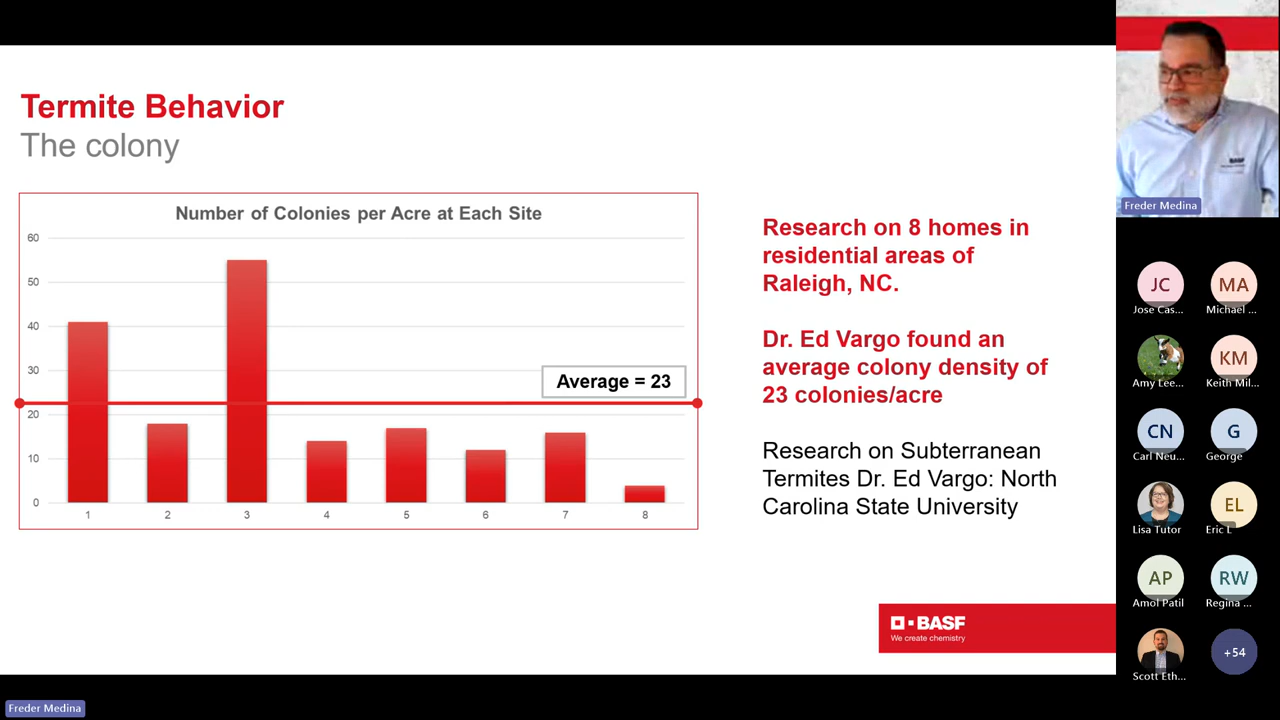 Termite Behavior
The colony
Number of Colonies per Acre at Each Site
60
50
40
30
20
10
0
1 2 3 4 5 6 7 8
Average = 23
Research on 8 homes in
residential areas of
Raleigh, NC.
Dr. Ed Vargo found an
average colony density of
23 colonies/acre
Research on Subterranean
Termites Dr. Ed Vargo: North
Carolina State University
BASF
We create chemistry
Freder Medina
BASF
Freder Medina
JC
Jose Cas...
MA
Michael ...
Amy Lee...
KM
Keith Mil...
CN
Carl Neu...
G
George
Lisa Tutor
EL
Eric L
AP
Amol Patil
RW
Regina ...
Scott Eth...
+54